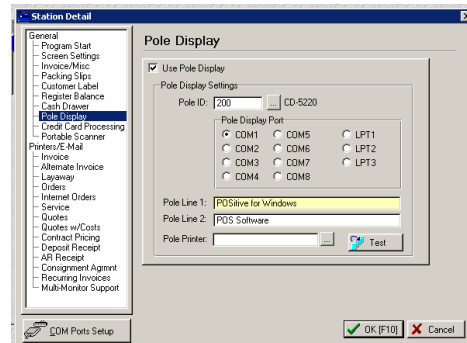 Station Detail
General
Program Start
Screen Settings
Invoice/Misc
Packing Slips
Customer Label
Register Balance
Cash Drawer
Pole Display
Credit Card Processing
Portable Scanner
Printers/E-Mail
Invoice
Alternate Invoice
Layaway
Orders
Internet Orders
Service
Quotes
Quotes w/Costs
Contract Pricing
Deposit Receipt
AR Receipt
Consignment Agrmnt
Recurring Invoices
Multi-Monitor Support
COM Ports Setup
Pole Display
Use Pole Display
Pole Display Settings
Pole ID: 200 ... CD-5220
Pole Display Port
COM1 COM5 LPT1
COM2 COM6 LPT2
COM3 COM7 LPT3
COM4 COM8
Pole Line 1: POSitive for Windows
Pole Line 2: POS Software
Pole Printer: ... Test
OK [F10] Cancel